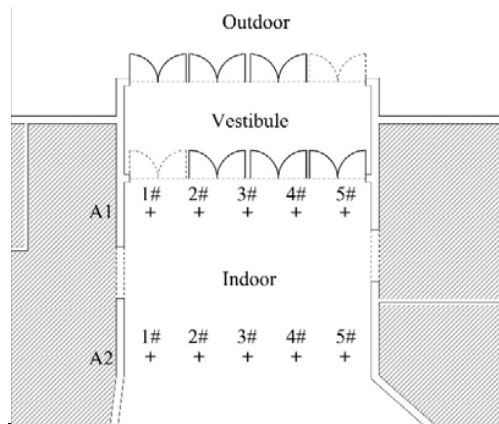 Outdoor
Vestibule
1# 2# 3# 4# 5#
A1 + + + + +
Indoor
1# 2# 3# 4# 5#
A2 + + + + +